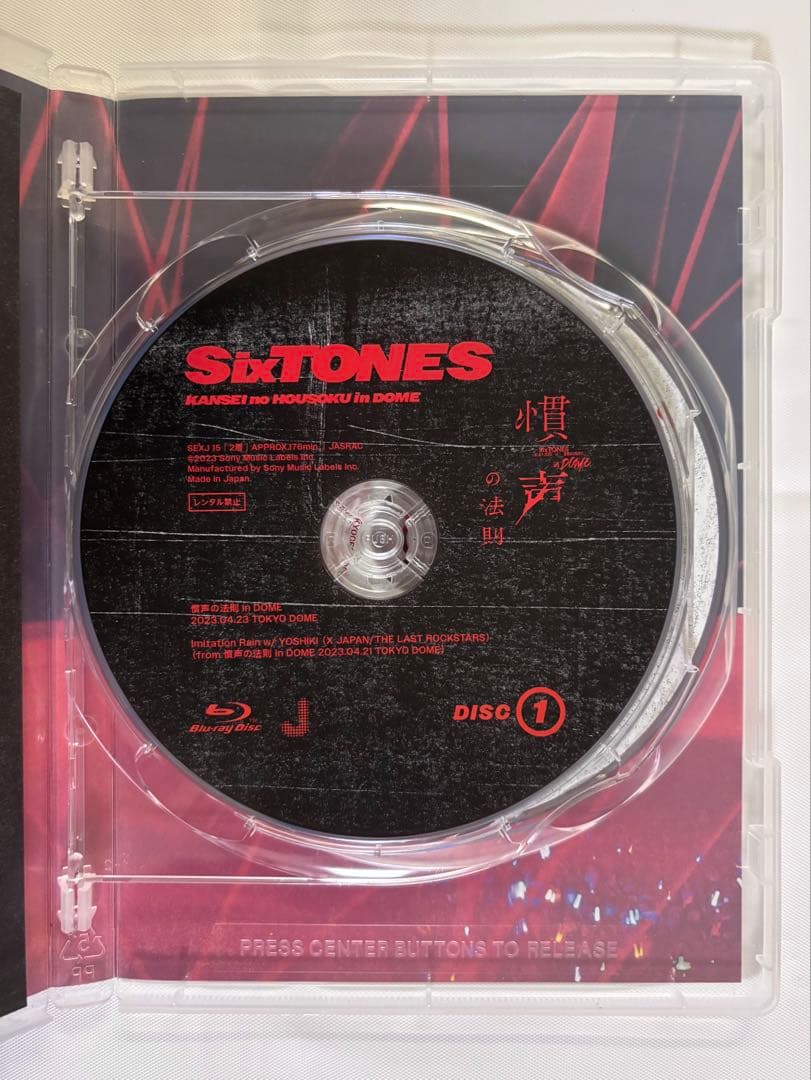 SixTONES
KANSEI no HOUSOKU in DOME
慣声の法則
in DOME
SEXJ 15 | 2層 | APPROX.176min. | JASRAC
©2023 Sony Music Labels Inc.
Manufactured by Sony Music Labels Inc.
Made in Japan.
レンタル禁止
慣声の法則 in DOME
2023.04.23 TOKYO DOME
Imitation Rain w/ YOSHIKI (X JAPAN/THE LAST ROCKSTARS)
(from 慣声の法則 in DOME 2023.04.21 TOKYO DOME)
Blu-ray Disc
J
DISC 1
PRESS CENTER BUTTONS TO RELEASE
PP